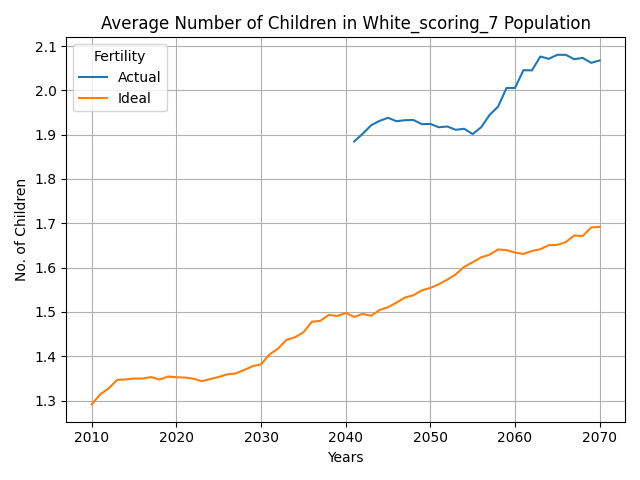 Average Number of Children in White_scoring_7 Population
Fertility
Actual
Ideal
2.1
2.0
1.9
1.8
1.7
1.6
1.5
1.4
1.3
No. of Children
2010 2020 2030 2040 2050 2060 2070
Years